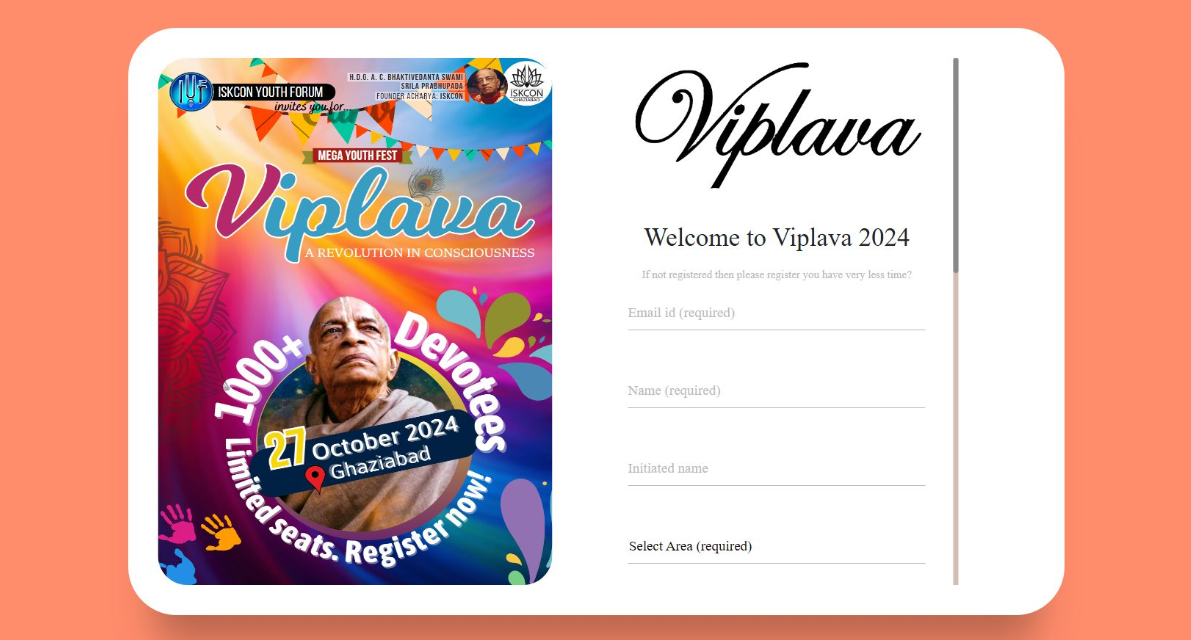 ISKCON YOUTH FORUM
invites you for...
H.D.G. A. C. BHAKTIVEDANTA SWAMI
SRILA PRABHUPADA
FOUNDER ACHARYA: ISKCON
IYF
ISKCON
MEGA YOUTH FEST
Viplava
A REVOLUTION IN CONSCIOUSNESS
1000+ Devotees
27 October 2024
Ghaziabad
Limited seats. Register now!
Viplava
Welcome to Viplava 2024
If not registered then please register you have very less time?
Email id (required)
Name (required)
Initiated name
Select Area (required)